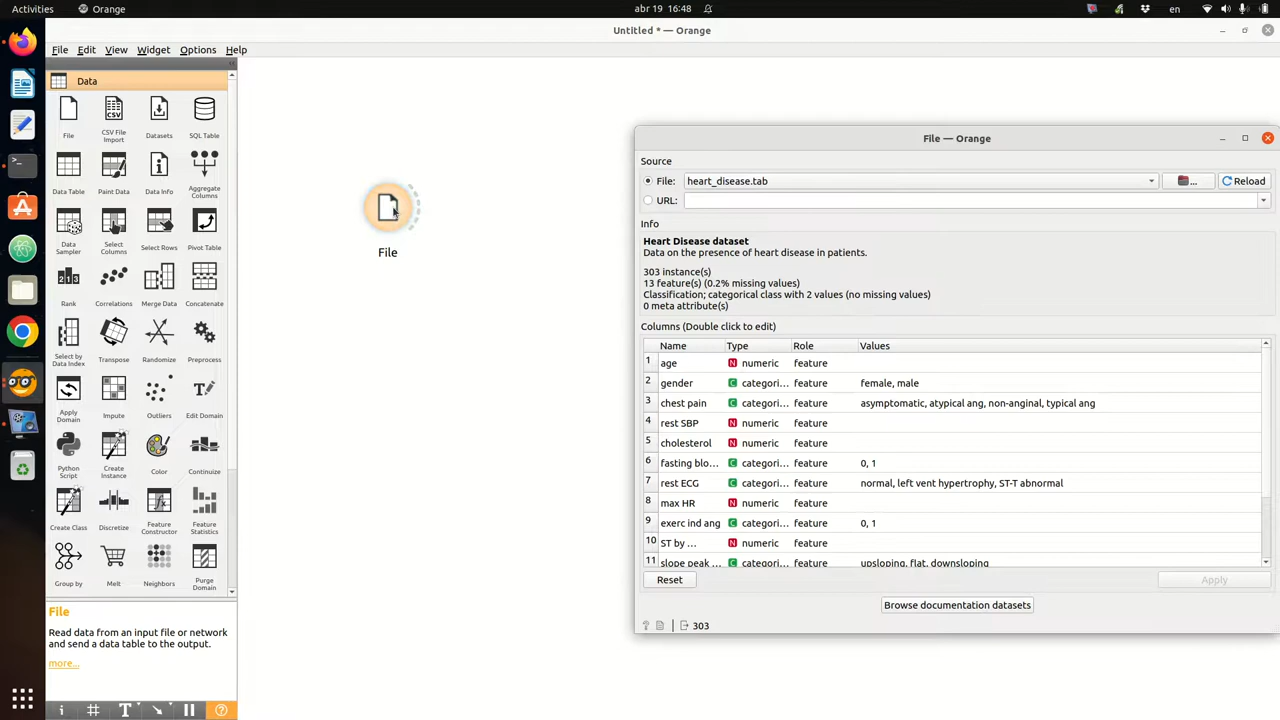 Activities
Orange
abr 19 16:48
en
Untitled * — Orange
File Edit View Widget Options Help
Data
File
CSV File Import
Datasets
SQL Table
Data Table
Paint Data
Data Info
Aggregate Columns
Data Sampler
Select Columns
Select Rows
Pivot Table
Rank
Correlations
Merge Data
Concatenate
Select by Data Index
Transpose
Randomize
Preprocess
Apply Domain
Impute
Outliers
Edit Domain
Python Script
Create Instance
Color
Continuize
Create Class
Discretize
Feature Constructor
Feature Statistics
Group by
Melt
Neighbors
Purge Domain
File
Read data from an input file or network
and send a data table to the output.
more...
File
File — Orange
Source
File: heart_disease.tab
...
Reload
URL:
Info
Heart Disease dataset
Data on the presence of heart disease in patients.
303 instance(s)
13 feature(s) (0.2% missing values)
Classification; categorical class with 2 values (no missing values)
0 meta attribute(s)
Columns (Double click to edit)
Name Type Role Values
1 age N numeric feature
2 gender C categori... feature female, male
3 chest pain C categori... feature asymptomatic, atypical ang, non-anginal, typical ang
4 rest SBP N numeric feature
5 cholesterol N numeric feature
6 fasting blo... C categori... feature 0, 1
7 rest ECG C categori... feature normal, left vent hypertrophy, ST-T abnormal
8 max HR N numeric feature
9 exerc ind ang C categori... feature 0, 1
10 ST by ... N numeric feature
11 slope peak ... C categori... feature upsloping, flat, downsloping
Reset
Apply
Browse documentation datasets
303